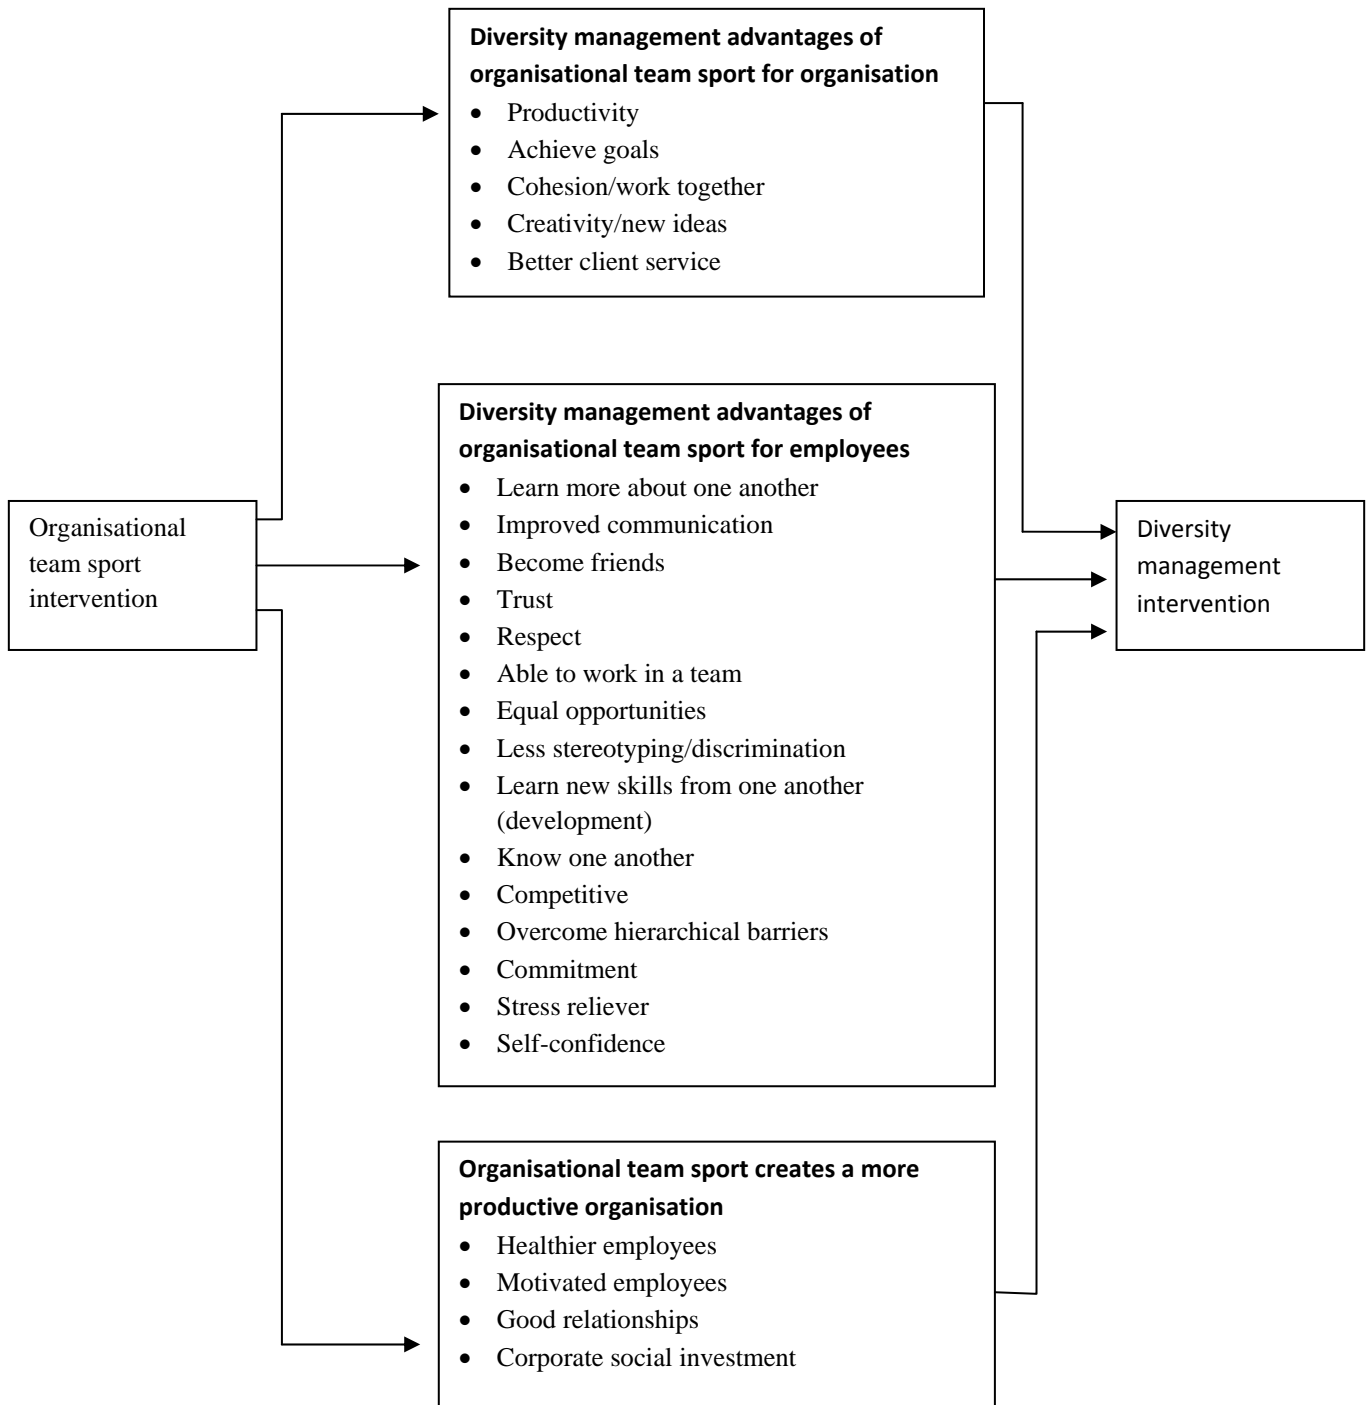 Diversity management advantages of
organisational team sport for organisation
• Productivity
• Achieve goals
• Cohesion/work together
• Creativity/new ideas
• Better client service
Organisational
team sport
intervention
Diversity management advantages of
organisational team sport for employees
• Learn more about one another
• Improved communication
• Become friends
• Trust
• Respect
• Able to work in a team
• Equal opportunities
• Less stereotyping/discrimination
• Learn new skills from one another
(development)
• Know one another
• Competitive
• Overcome hierarchical barriers
• Commitment
• Stress reliever
• Self-confidence
Diversity
management
intervention
Organisational team sport creates a more
productive organisation
• Healthier employees
• Motivated employees
• Good relationships
• Corporate social investment